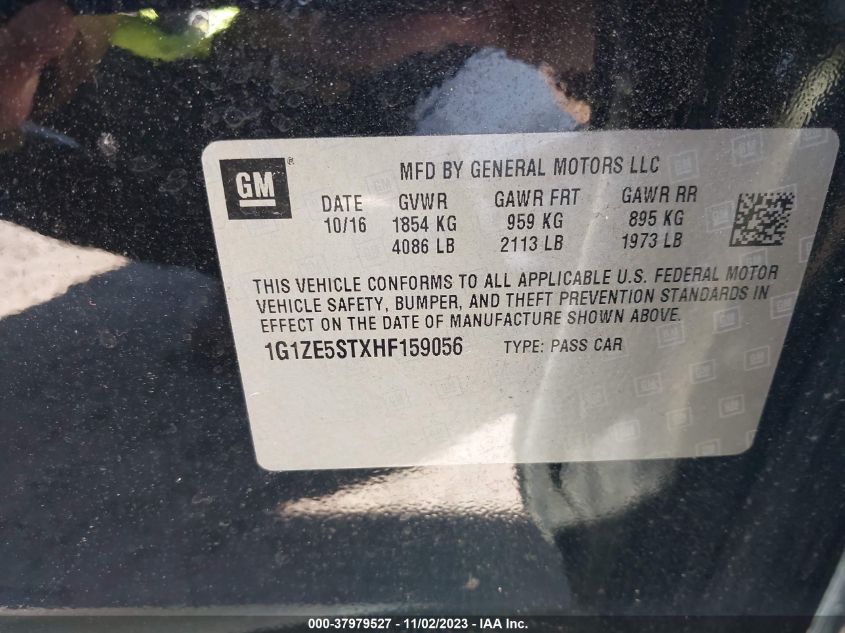 GM ® MFD BY GENERAL MOTORS LLC
DATE GVWR GAWR FRT GAWR RR
10/16 1854 KG 959 KG 895 KG
4086 LB 2113 LB 1973 LB
THIS VEHICLE CONFORMS TO ALL APPLICABLE U.S. FEDERAL MOTOR
VEHICLE SAFETY, BUMPER, AND THEFT PREVENTION STANDARDS IN
EFFECT ON THE DATE OF MANUFACTURE SHOWN ABOVE.
1G1ZE5STXHF159056 TYPE: PASS CAR
000-37979527 - 11/02/2023 - IAA Inc.